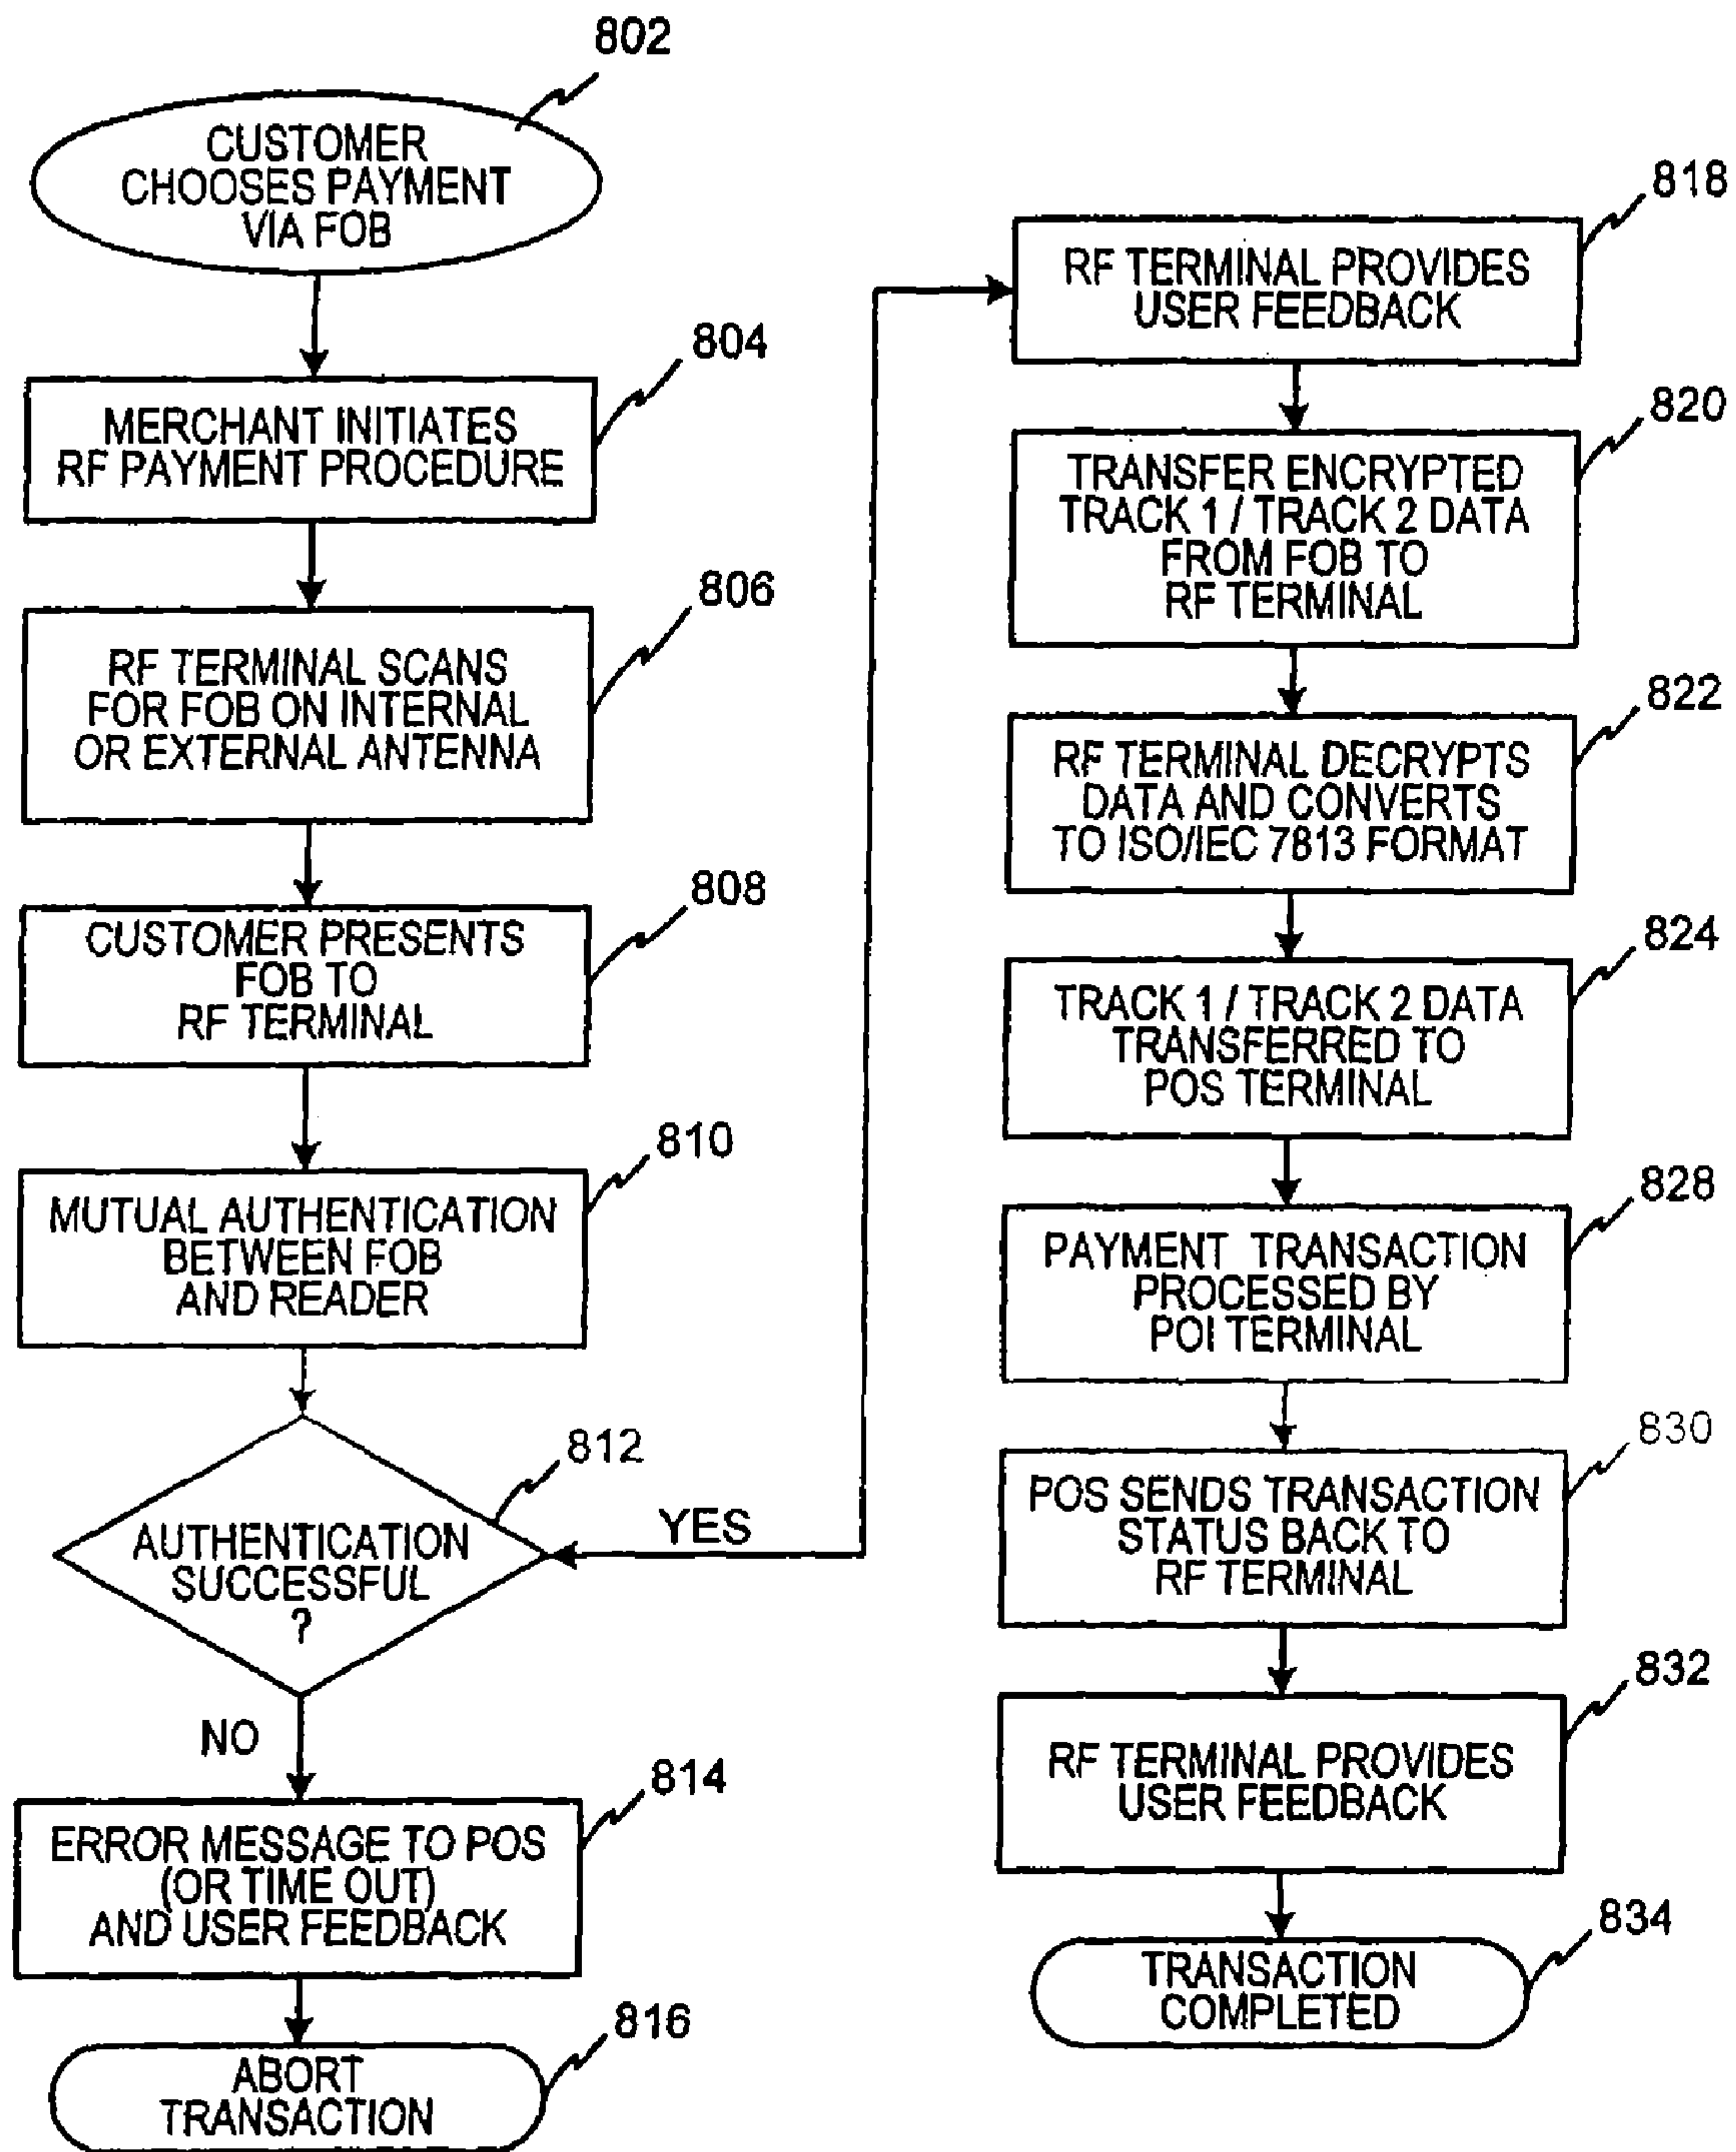 802
CUSTOMER
CHOOSES PAYMENT
VIA FOB
804
MERCHANT INITIATES
RF PAYMENT PROCEDURE
806
RF TERMINAL SCANS
FOR FOB ON INTERNAL
OR EXTERNAL ANTENNA
808
CUSTOMER PRESENTS
FOB TO
RF TERMINAL
810
MUTUAL AUTHENTICATION
BETWEEN FOB
AND READER
812
AUTHENTICATION
SUCCESSFUL
?
YES
NO
814
ERROR MESSAGE TO POS
(OR TIME OUT)
AND USER FEEDBACK
816
ABORT
TRANSACTION
818
RF TERMINAL PROVIDES
USER FEEDBACK
820
TRANSFER ENCRYPTED
TRACK 1 / TRACK 2 DATA
FROM FOB TO
RF TERMINAL
822
RF TERMINAL DECRYPTS
DATA AND CONVERTS
TO ISO/IEC 7813 FORMAT
824
TRACK 1 / TRACK 2 DATA
TRANSFERRED TO
POS TERMINAL
828
PAYMENT TRANSACTION
PROCESSED BY
POI TERMINAL
830
POS SENDS TRANSACTION
STATUS BACK TO
RF TERMINAL
832
RF TERMINAL PROVIDES
USER FEEDBACK
834
TRANSACTION
COMPLETED